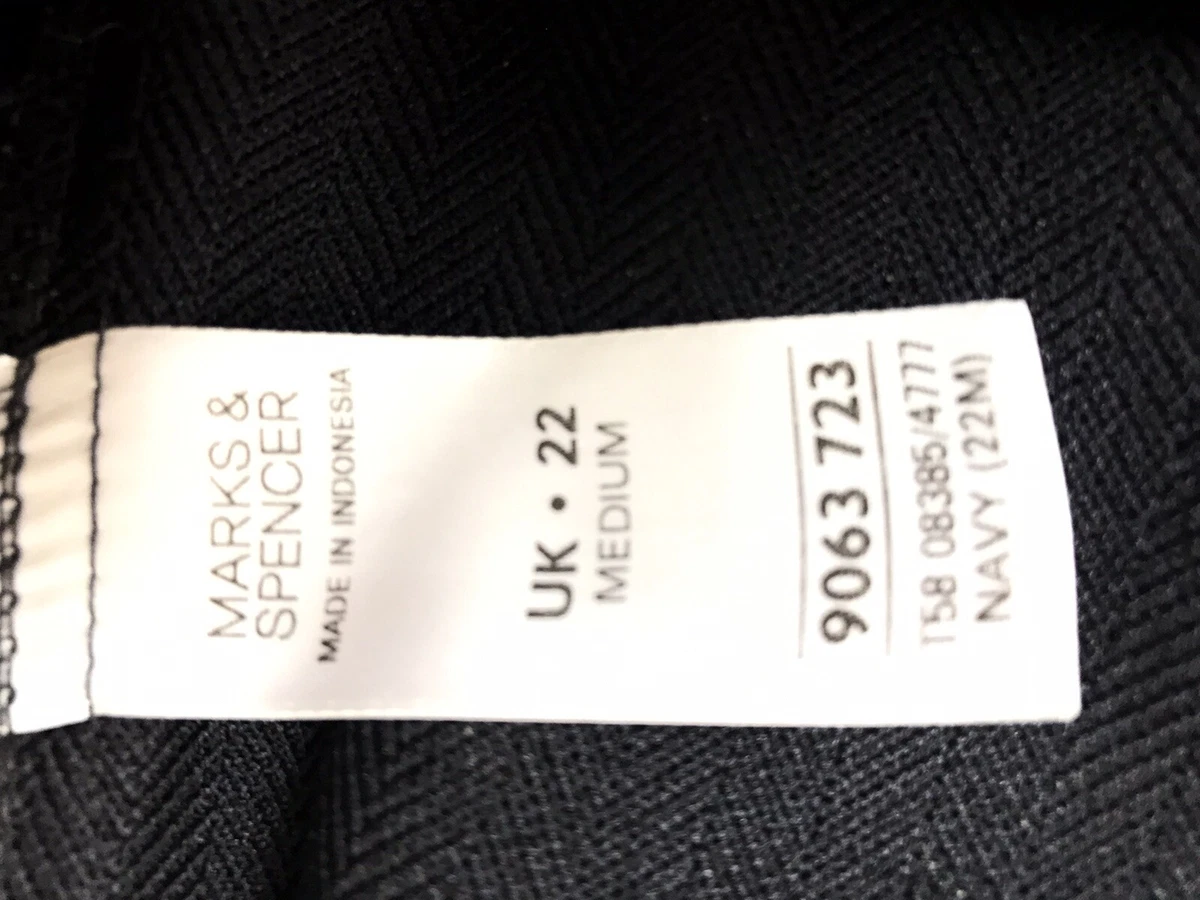 MARKS &
SPENCER
MADE IN INDONESIA
UK • 22
MEDIUM
9063 723
T58 08385/4777
NAVY (22M)